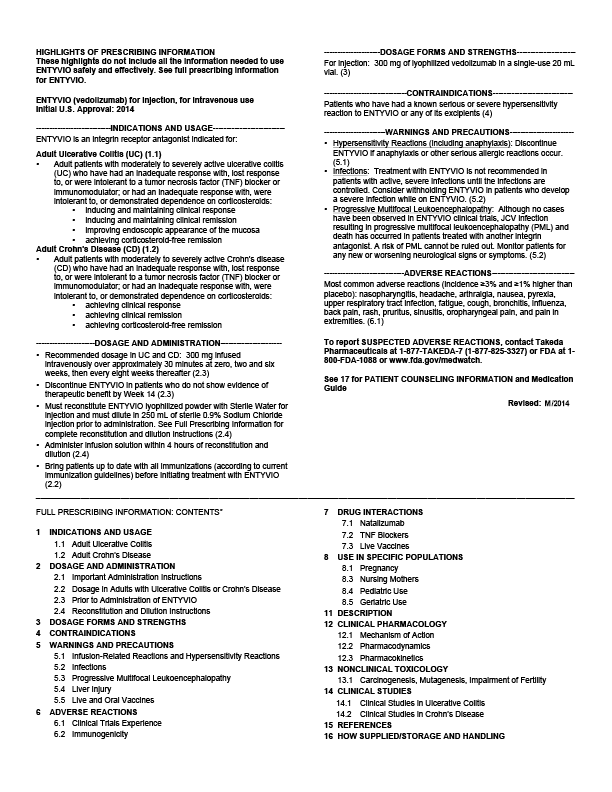 HIGHLIGHTS OF PRESCRIBING INFORMATION
These highlights do not include all the information needed to use
ENTYVIO safely and effectively. See full prescribing information
for ENTYVIO.
ENTYVIO (vedolizumab) for injection, for intravenous use
Initial U.S. Approval: 2014
---------------------------INDICATIONS AND USAGE--------------------------
ENTYVIO is an integrin receptor antagonist indicated for:
Adult Ulcerative Colitis (UC) (1.1)
• Adult patients with moderately to severely active ulcerative colitis
(UC) who have had an inadequate response with, lost response
to, or were intolerant to a tumor necrosis factor (TNF) blocker or
immunomodulator; or had an inadequate response with, were
intolerant to, or demonstrated dependence on corticosteroids:
• inducing and maintaining clinical response
• inducing and maintaining clinical remission
• improving endoscopic appearance of the mucosa
• achieving corticosteroid-free remission
Adult Crohn's Disease (CD) (1.2)
• Adult patients with moderately to severely active Crohn's disease
(CD) who have had an inadequate response with, lost response
to, or were intolerant to a tumor necrosis factor (TNF) blocker or
immunomodulator; or had an inadequate response with, were
intolerant to, or demonstrated dependence on corticosteroids:
• achieving clinical response
• achieving clinical remission
• achieving corticosteroid-free remission
---------------------DOSAGE AND ADMINISTRATION----------------------
• Recommended dosage in UC and CD: 300 mg infused
intravenously over approximately 30 minutes at zero, two and six
weeks, then every eight weeks thereafter (2.3)
• Discontinue ENTYVIO in patients who do not show evidence of
therapeutic benefit by Week 14 (2.3)
• Must reconstitute ENTYVIO lyophilized powder with Sterile Water for
Injection and must dilute in 250 mL of sterile 0.9% Sodium Chloride
injection prior to administration. See Full Prescribing Information for
complete reconstitution and dilution instructions (2.4)
• Administer infusion solution within 4 hours of reconstitution and
dilution (2.4)
• Bring patients up to date with all immunizations (according to current
immunization guidelines) before initiating treatment with ENTYVIO
(2.2)
--------------------DOSAGE FORMS AND STRENGTHS---------------------
For injection: 300 mg of lyophilized vedolizumab in a single-use 20 mL
vial. (3)
------------------------------CONTRAINDICATIONS------------------------------
Patients who have had a known serious or severe hypersensitivity
reaction to ENTYVIO or any of its excipients (4)
----------------------WARNINGS AND PRECAUTIONS-----------------------
• Hypersensitivity Reactions (including anaphylaxis): Discontinue
ENTYVIO if anaphylaxis or other serious allergic reactions occur.
(5.1)
• Infections: Treatment with ENTYVIO is not recommended in
patients with active, severe infections until the infections are
controlled. Consider withholding ENTYVIO in patients who develop
a severe infection while on ENTYVIO. (5.2)
• Progressive Multifocal Leukoencephalopathy: Although no cases
have been observed in ENTYVIO clinical trials, JCV infection
resulting in progressive multifocal leukoencephalopathy (PML) and
death has occurred in patients treated with another integrin
antagonist. A risk of PML cannot be ruled out. Monitor patients for
any new or worsening neurological signs or symptoms. (5.2)
-----------------------------ADVERSE REACTIONS------------------------------
Most common adverse reactions (incidence ≥3% and ≥1% higher than
placebo): nasopharyngitis, headache, arthralgia, nausea, pyrexia,
upper respiratory tract infection, fatigue, cough, bronchitis, influenza,
back pain, rash, pruritus, sinusitis, oropharyngeal pain, and pain in
extremities. (6.1)
To report SUSPECTED ADVERSE REACTIONS, contact Takeda
Pharmaceuticals at 1-877-TAKEDA-7 (1-877-825-3327) or FDA at 1-
800-FDA-1088 or www.fda.gov/medwatch.
See 17 for PATIENT COUNSELING INFORMATION and Medication
Guide
Revised: M/2014
FULL PRESCRIBING INFORMATION: CONTENTS*
1 INDICATIONS AND USAGE
1.1 Adult Ulcerative Colitis
1.2 Adult Crohn's Disease
2 DOSAGE AND ADMINISTRATION
2.1 Important Administration Instructions
2.2 Dosage in Adults with Ulcerative Colitis or Crohn's Disease
2.3 Prior to Administration of ENTYVIO
2.4 Reconstitution and Dilution Instructions
3 DOSAGE FORMS AND STRENGTHS
4 CONTRAINDICATIONS
5 WARNINGS AND PRECAUTIONS
5.1 Infusion-Related Reactions and Hypersensitivity Reactions
5.2 Infections
5.3 Progressive Multifocal Leukoencephalopathy
5.4 Liver Injury
5.5 Live and Oral Vaccines
6 ADVERSE REACTIONS
6.1 Clinical Trials Experience
6.2 Immunogenicity
7 DRUG INTERACTIONS
7.1 Natalizumab
7.2 TNF Blockers
7.3 Live Vaccines
8 USE IN SPECIFIC POPULATIONS
8.1 Pregnancy
8.3 Nursing Mothers
8.4 Pediatric Use
8.5 Geriatric Use
11 DESCRIPTION
12 CLINICAL PHARMACOLOGY
12.1 Mechanism of Action
12.2 Pharmacodynamics
12.3 Pharmacokinetics
13 NONCLINICAL TOXICOLOGY
13.1 Carcinogenesis, Mutagenesis, Impairment of Fertility
14 CLINICAL STUDIES
14.1 Clinical Studies in Ulcerative Colitis
14.2 Clinical Studies in Crohn's Disease
15 REFERENCES
16 HOW SUPPLIED/STORAGE AND HANDLING